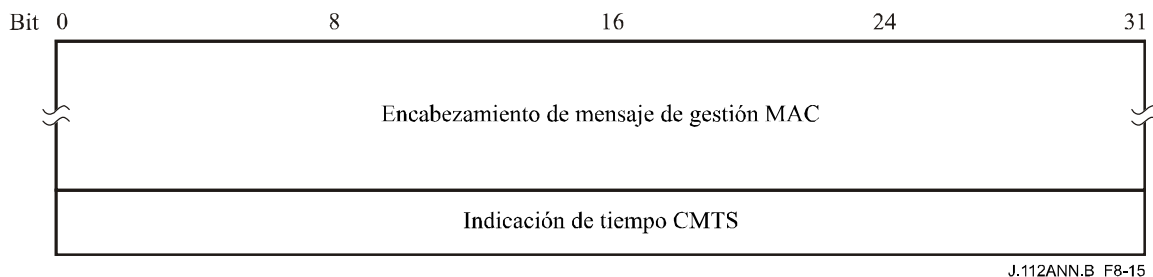 Bit 0 8 16 24 31
Encabezamiento de mensaje de gestión MAC
Indicación de tiempo CMTS
J.112ANN.B F8-15